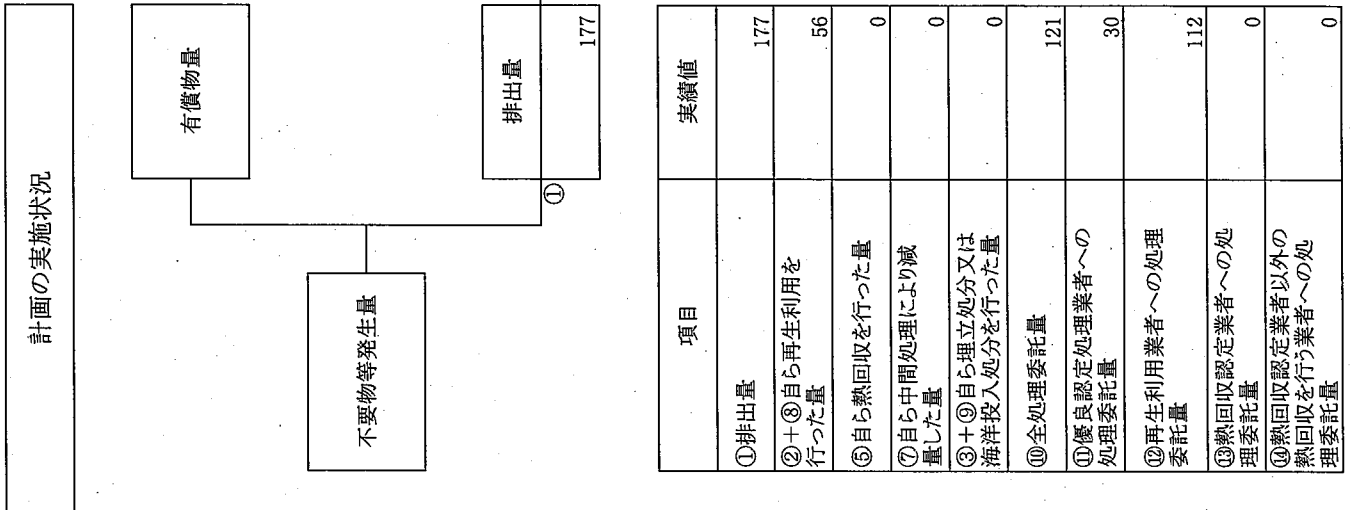 計画の実施状況
有償物量
不要物等発生量
排出量
①
177
項目
実績値
①排出量
177
②+⑧自ら再生利用を
行った量
56
⑤自ら熱回収を行った量
0
⑦自ら中間処理により減
量した量
0
③+⑨自ら埋立処分又は
海洋投入処分を行った量
0
⑩全処理委託量
121
⑪優良認定処理業者への
処理委託量
30
⑫再生利用業者への処理
委託量
112
⑬熱回収認定業者への処
理委託量
0
⑭熱回収認定業者以外の
熱回収を行う業者への処
理委託量
0